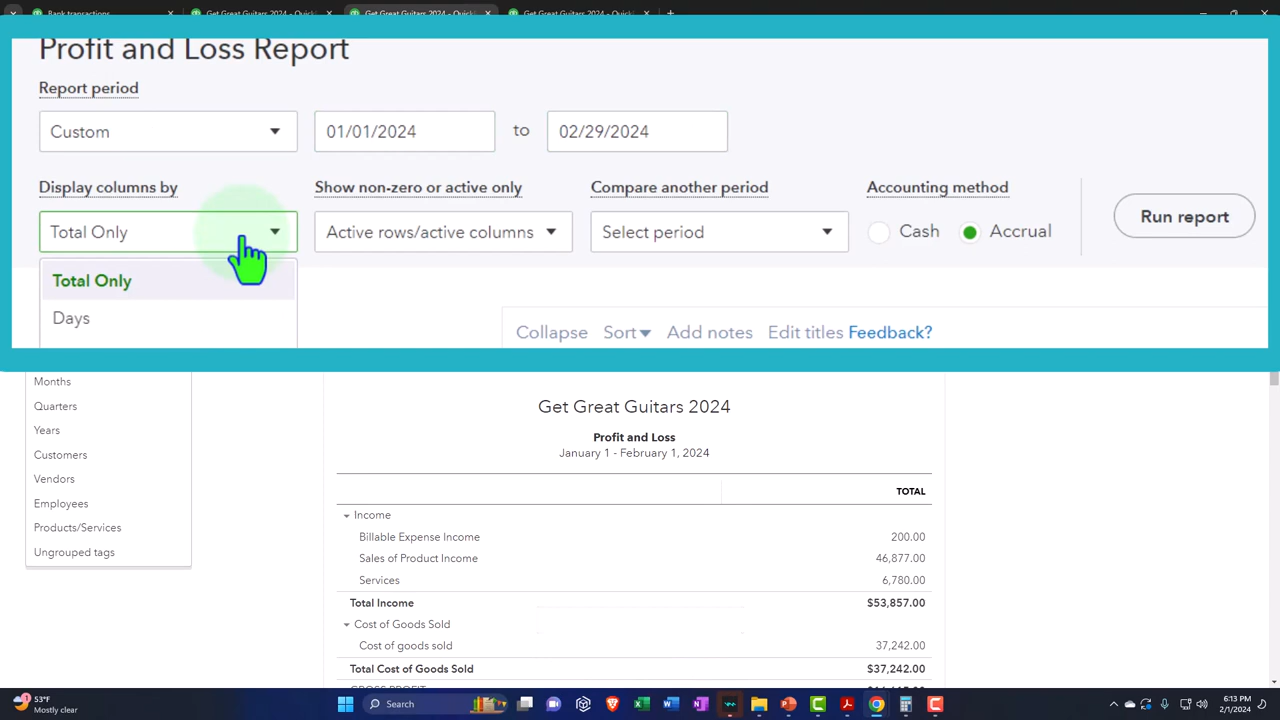 Bank transactions
Get Great Guitars 2024
Get Great Guitars 2024
Get Great Guitars 2024
Profit and Loss Report
Report period
Custom 01/01/2024 to 02/29/2024
Display columns by Show non-zero or active only Compare another period Accounting method
Total Only Active rows/active columns Select period Cash Accrual Run report
Total Only
Days
Collapse Sort Add notes Edit titles Feedback?
Months
Quarters
Years
Customers
Vendors
Employees
Products/Services
Ungrouped tags
Get Great Guitars 2024
Profit and Loss
January 1 - February 1, 2024
TOTAL
Income
Billable Expense Income 200.00
Sales of Product Income 46,877.00
Services 6,780.00
Total Income $53,857.00
Cost of Goods Sold
Cost of goods sold 37,242.00
Total Cost of Goods Sold $37,242.00
1
53°F
Mostly clear
Search
6:13 PM
2/1/2024